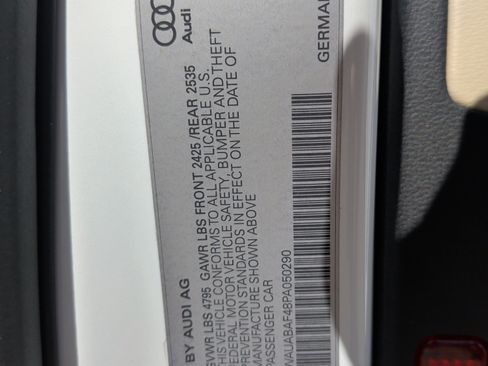 Audi
BY AUDI AG
GERMAN
GVWR LBS 4795 GAWR LBS FRONT 2425 /REAR 2535
THIS VEHICLE CONFORMS TO ALL APPLICABLE U.S.
FEDERAL MOTOR VEHICLE SAFETY, BUMPER AND THEFT
PREVENTION STANDARDS IN EFFECT ON THE DATE OF
MANUFACTURE SHOWN ABOVE
PASSENGER CAR
WAUABAF48PA050290